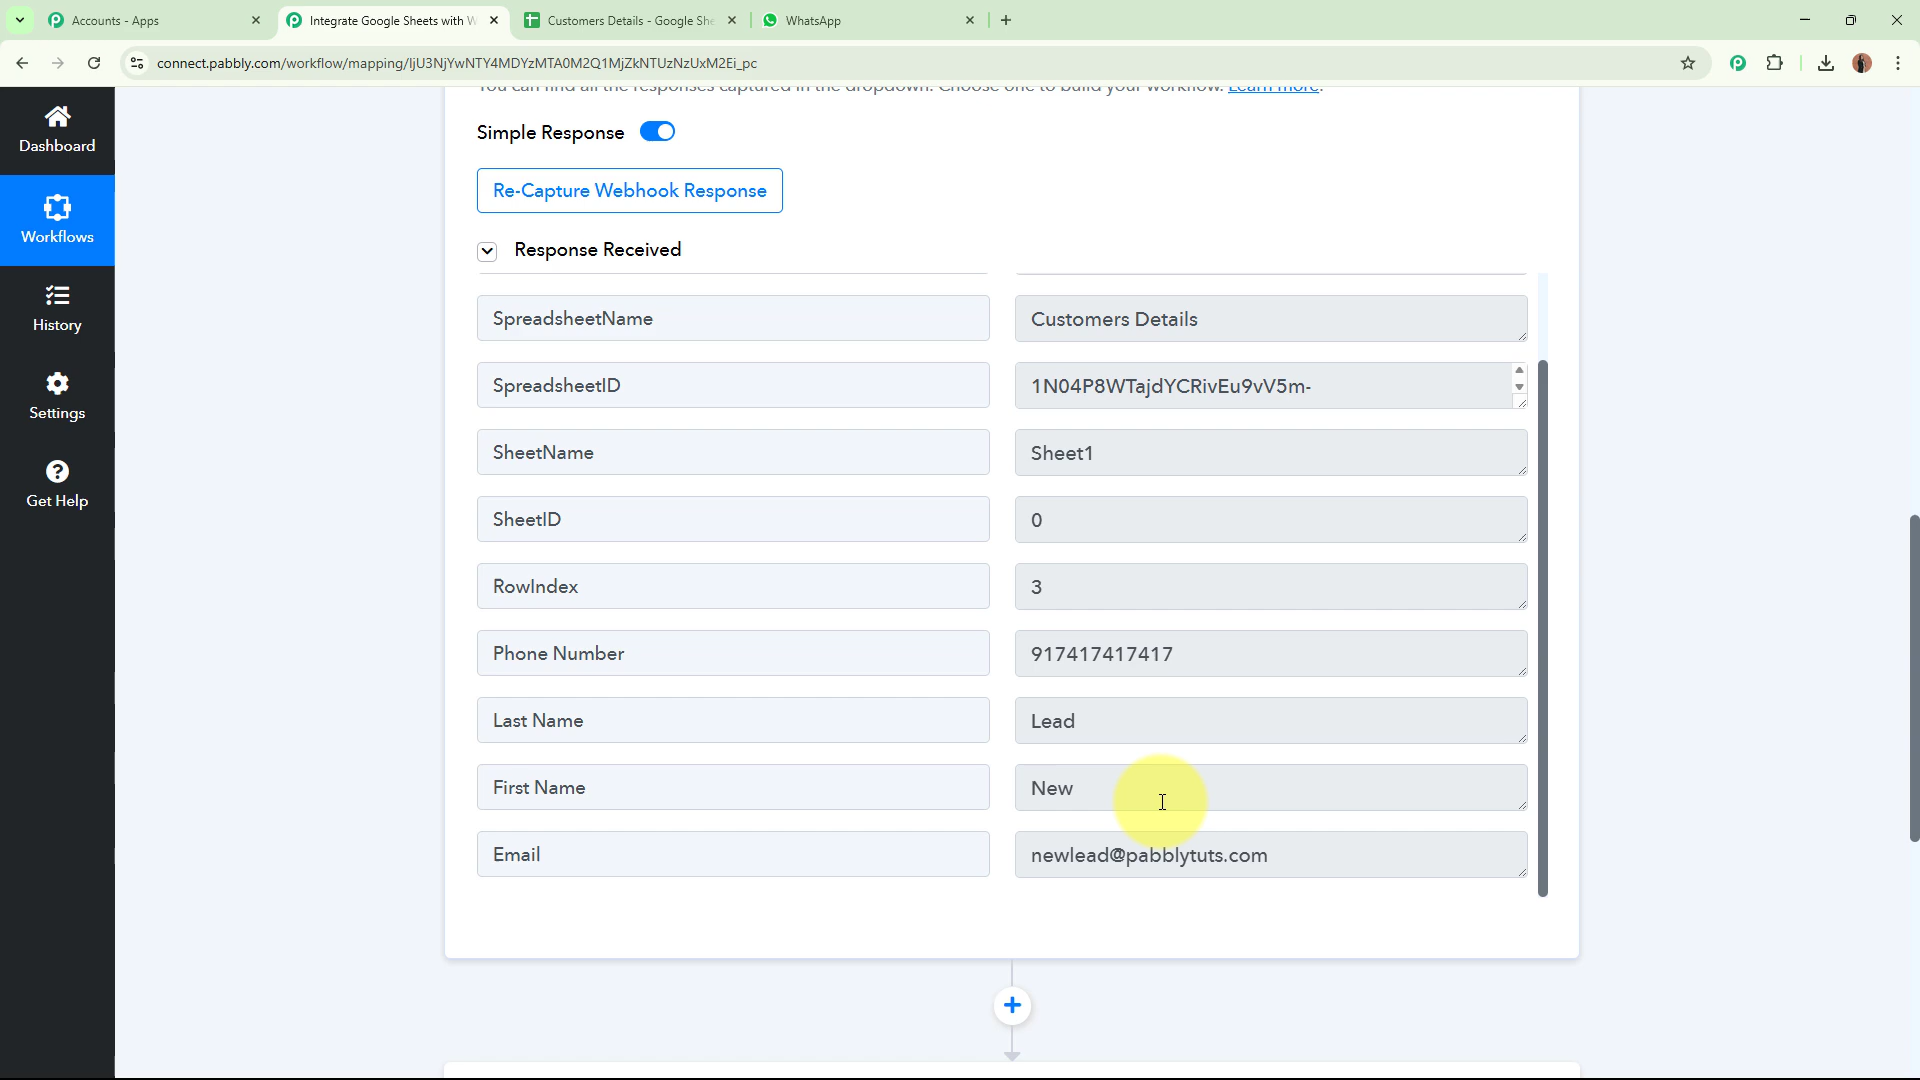 Accounts - Apps
Integrate Google Sheets with W
Customers Details - Google She
WhatsApp
connect.pabbly.com/workflow/mapping/IjU3NjYwNTY4MDYzMTA0M2Q1MjZkNTUzNzUxM2Ei_pc
You can find all the responses captured in the dropdown. Choose one to build your workflow. Learn more.
Dashboard
Simple Response
Re-Capture Webhook Response
Workflows
Response Received
History
SpreadsheetName
Customers Details
SpreadsheetID
1N04P8WTajdYCRivEu9vV5m-
Settings
SheetName
Sheet1
Get Help
SheetID
0
RowIndex
3
Phone Number
917417417417
Last Name
Lead
First Name
New
Email
newlead@pabblytuts.com